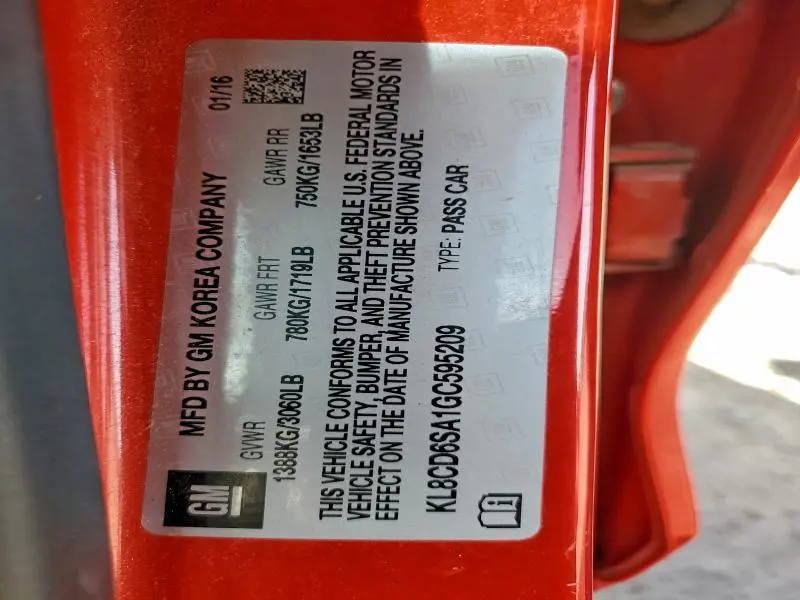 GM
MFD BY GM KOREA COMPANY 01/16
GVWR GAWR FRT GAWR RR
1388KG/3060LB 780KG/1719LB 750KG/1653LB
THIS VEHICLE CONFORMS TO ALL APPLICABLE U.S. FEDERAL MOTOR
VEHICLE SAFETY, BUMPER, AND THEFT PREVENTION STANDARDS IN
EFFECT ON THE DATE OF MANUFACTURE SHOWN ABOVE.
KL8CD6SA1GC595209 TYPE: PASS CAR